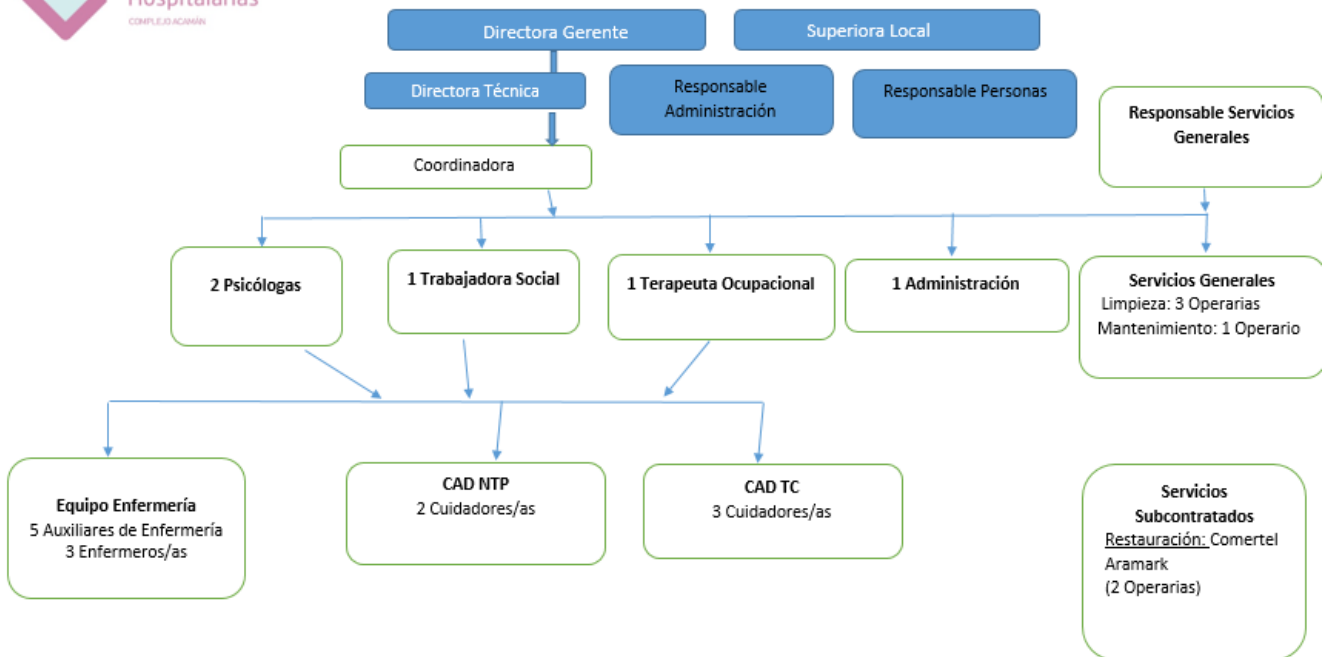 Hospitalarias
COMPLEJO ACAMÁN
Directora Gerente
Superiora Local
Directora Técnica
Responsable
Administración
Responsable Personas
Responsable Servicios
Generales
Coordinadora
2 Psicólogas
1 Trabajadora Social
1 Terapeuta Ocupacional
1 Administración
Servicios Generales
Limpieza: 3 Operarias
Mantenimiento: 1 Operario
Equipo Enfermería
5 Auxiliares de Enfermería
3 Enfermeros/as
CAD NTP
2 Cuidadores/as
CAD TC
3 Cuidadores/as
Servicios
Subcontratados
Restauración: Comertel
Aramark
(2 Operarias)